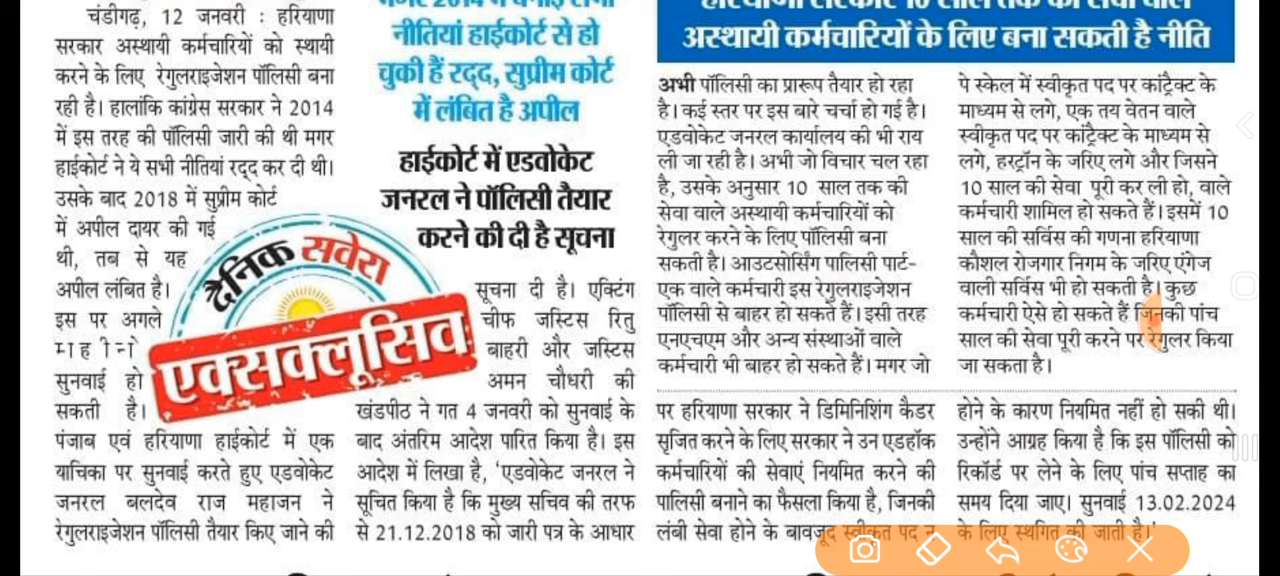 चंडीगढ़, 12 जनवरी : हरियाणा
सरकार अस्थायी कर्मचारियों को स्थायी
करने के लिए रेगुलराइजेशन पॉलिसी बना
रही है। हालांकि कांग्रेस सरकार ने 2014
में इस तरह की पॉलिसी जारी की थी मगर
हाईकोर्ट ने ये सभी नीतियां रद्द कर दी थी।
उसके बाद 2018 में सुप्रीम कोर्ट
में अपील दायर की गई
थी, तब से यह
अपील लंबित है।
इस पर अगले
सुनवाई हो
सकती है।
पंजाब एवं हरियाणा हाईकोर्ट में एक
याचिका पर सुनवाई करते हुए एडवोकेट
जनरल बलदेव राज महाजन ने
रेगुलराइजेशन पॉलिसी तैयार किए जाने की
दैनिक सवेरा
एक्सक्लूसिव
नीतियां हाईकोर्ट से हो
चुकी हैं रद्द, सुप्रीम कोर्ट
में लंबित है अपील
हाईकोर्ट में एडवोकेट
जनरल ने पॉलिसी तैयार
करने की दी है सूचना
सूचना दी है। एक्टिंग
चीफ जस्टिस रितु
बाहरी और जस्टिस
अमन चौधरी की
खंडपीठ ने गत 4 जनवरी को सुनवाई के
बाद अंतरिम आदेश पारित किया है। इस
आदेश में लिखा है, ‘एडवोकेट जनरल ने
सूचित किया है कि मुख्य सचिव की तरफ
से 21.12.2018 को जारी पत्र के आधार
हरियाणा सरकार 10 साल तक की सेवा वाले
अस्थायी कर्मचारियों के लिए बना सकती है नीति
अभी पॉलिसी का प्रारूप तैयार हो रहा
है। कई स्तर पर इस बारे चर्चा हो गई है।
एडवोकेट जनरल कार्यालय की भी राय
ली जा रही है। अभी जो विचार चल रहा
है, उसके अनुसार 10 साल तक की
सेवा वाले अस्थायी कर्मचारियों को
रेगुलर करने के लिए पॉलिसी बना
सकती है। आउटसोर्सिंग पालिसी पार्ट-
एक वाले कर्मचारी इस रेगुलराइजेशन
पॉलिसी से बाहर हो सकते हैं। इसी तरह
एनएचएम और अन्य संस्थाओं वाले
कर्मचारी भी बाहर हो सकते हैं। मगर जो
पे स्केल में स्वीकृत पद पर कांट्रैक्ट के
माध्यम से लगे, एक तय वेतन वाले
स्वीकृत पद पर कांट्रैक्ट के माध्यम से
लगे, हरट्रॉन के जरिए लगे और जिसने
10 साल की सेवा पूरी कर ली हो, वाले
कर्मचारी शामिल हो सकते हैं। इसमें 10
साल की सर्विस की गणना हरियाणा
कौशल रोजगार निगम के जरिए एंगेज
वाली सर्विस भी हो सकती है। कुछ
कर्मचारी ऐसे हो सकते हैं जिनकी पांच
साल की सेवा पूरी करने पर रेगुलर किया
जा सकता है।
पर हरियाणा सरकार ने डिमिनिशिंग कैडर
सृजित करने के लिए सरकार ने उन एडहॉक
कर्मचारियों की सेवाएं नियमित करने की
पालिसी बनाने का फैसला किया है, जिनकी
लंबी सेवा होने के बावजूद स्वीकृत पद न
होने के कारण नियमित नहीं हो सकी थी।
उन्होंने आग्रह किया है कि इस पॉलिसी को
रिकॉर्ड पर लेने के लिए पांच सप्ताह का
समय दिया जाए। सुनवाई 13.02.2024
के लिए स्थगित की जाती है।’